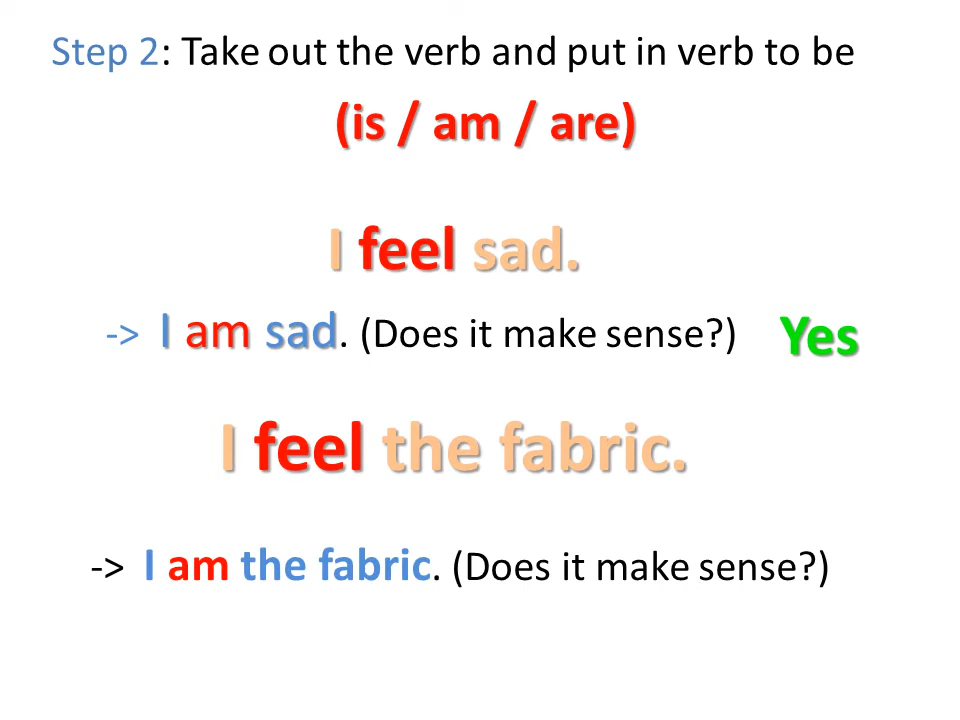 Step 2: Take out the verb and put in verb to be
(is / am / are)
I feel sad.
-> I am sad. (Does it make sense?) Yes
I feel the fabric.
-> I am the fabric. (Does it make sense?)